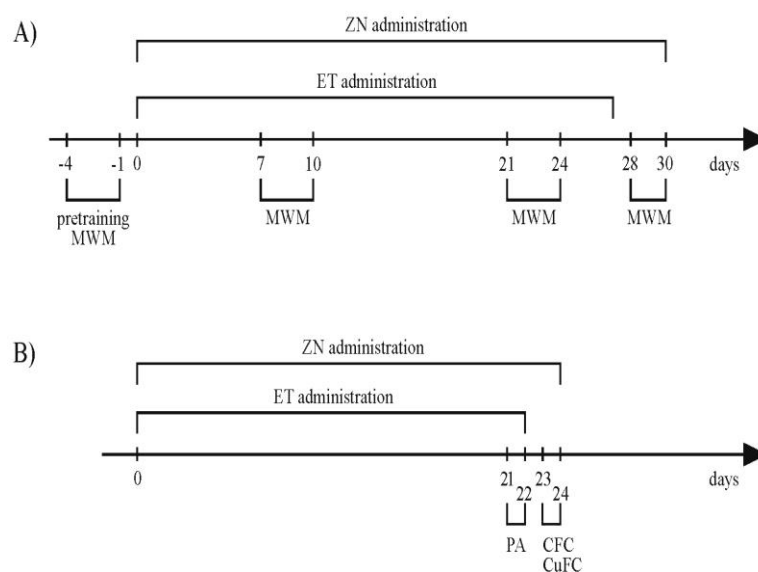 A)
ZN administration
ET administration
-4 -1 0 7 10 21 24 28 30 days
pretraining
MWM
MWM
MWM
MWM
B)
ZN administration
ET administration
0 21 22 23 24 days
PA
CFC
CuFC